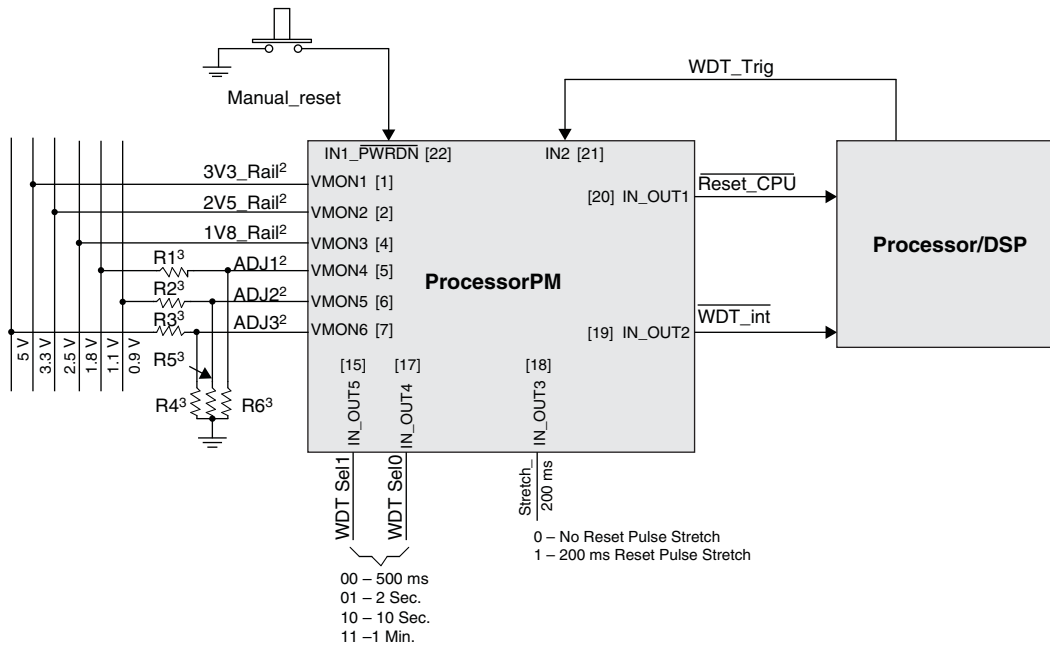 WDT_Trig
Manual_reset
IN1_PWRDN [22]
IN2 [21]
3V3_Rail²
VMON1 [1]
2V5_Rail²
VMON2 [2]
1V8_Rail²
VMON3 [4]
R1³
ADJ1²
VMON4 [5]
R2³
ADJ2²
VMON5 [6]
R3³
ADJ3²
VMON6 [7]
ProcessorPM
[20] IN_OUT1
Reset_CPU
[19] IN_OUT2
WDT_int
Processor/DSP
5 V
3.3 V
2.5 V
1.8 V
1.1 V
0.9 V
R5³
R4³
R6³
[15]
IN_OUT5
[17]
IN_OUT4
[18]
IN_OUT3
WDT Sel1
WDT Sel0
Stretch_
200 ms
0 – No Reset Pulse Stretch
1 – 200 ms Reset Pulse Stretch
00 – 500 ms
01 – 2 Sec.
10 – 10 Sec.
11 –1 Min.